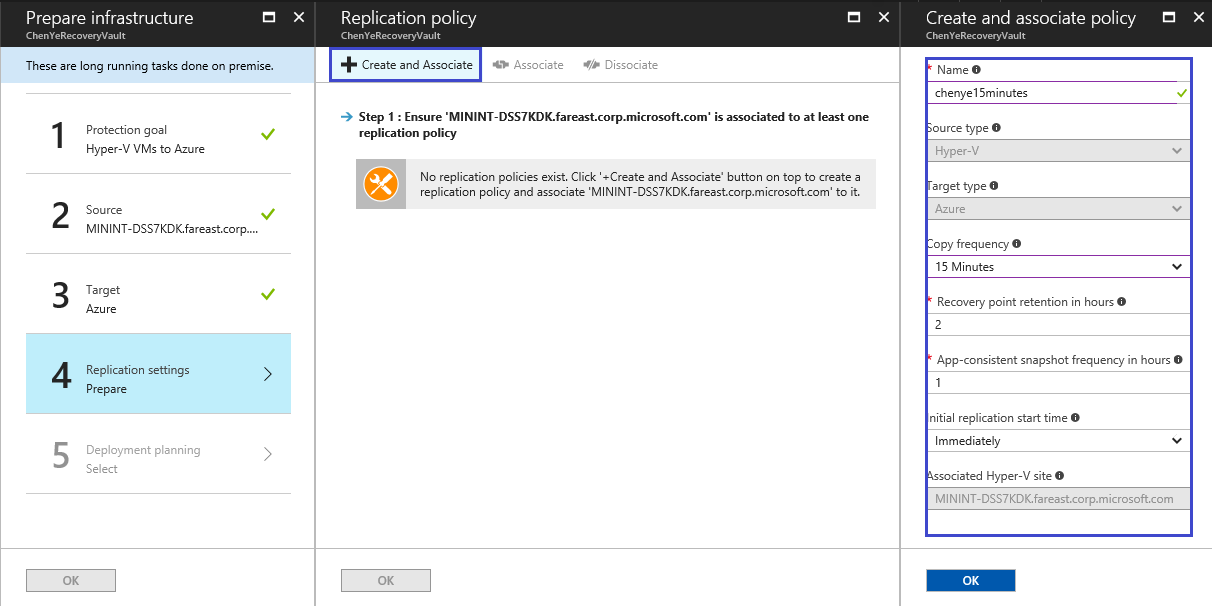 Prepare infrastructure
ChenYeRecoveryVault
These are long running tasks done on premise.
1
Protection goal
Hyper-V VMs to Azure
2
Source
MININT-DSS7KDK.fareast.corp....
3
Target
Azure
4
Replication settings
Prepare
5
Deployment planning
Select
OK
Replication policy
ChenYeRecoveryVault
Create and Associate
Associate
Dissociate
Step 1 : Ensure 'MININT-DSS7KDK.fareast.corp.microsoft.com' is associated to at least one
replication policy
No replication policies exist. Click '+Create and Associate' button on top to create a
replication policy and associate 'MININT-DSS7KDK.fareast.corp.microsoft.com' to it.
OK
Create and associate policy
ChenYeRecoveryVault
* Name
chenye15minutes
Source type
Hyper-V
Target type
Azure
Copy frequency
15 Minutes
* Recovery point retention in hours
2
* App-consistent snapshot frequency in hours
1
Initial replication start time
Immediately
Associated Hyper-V site
MININT-DSS7KDK.fareast.corp.microsoft.com
OK